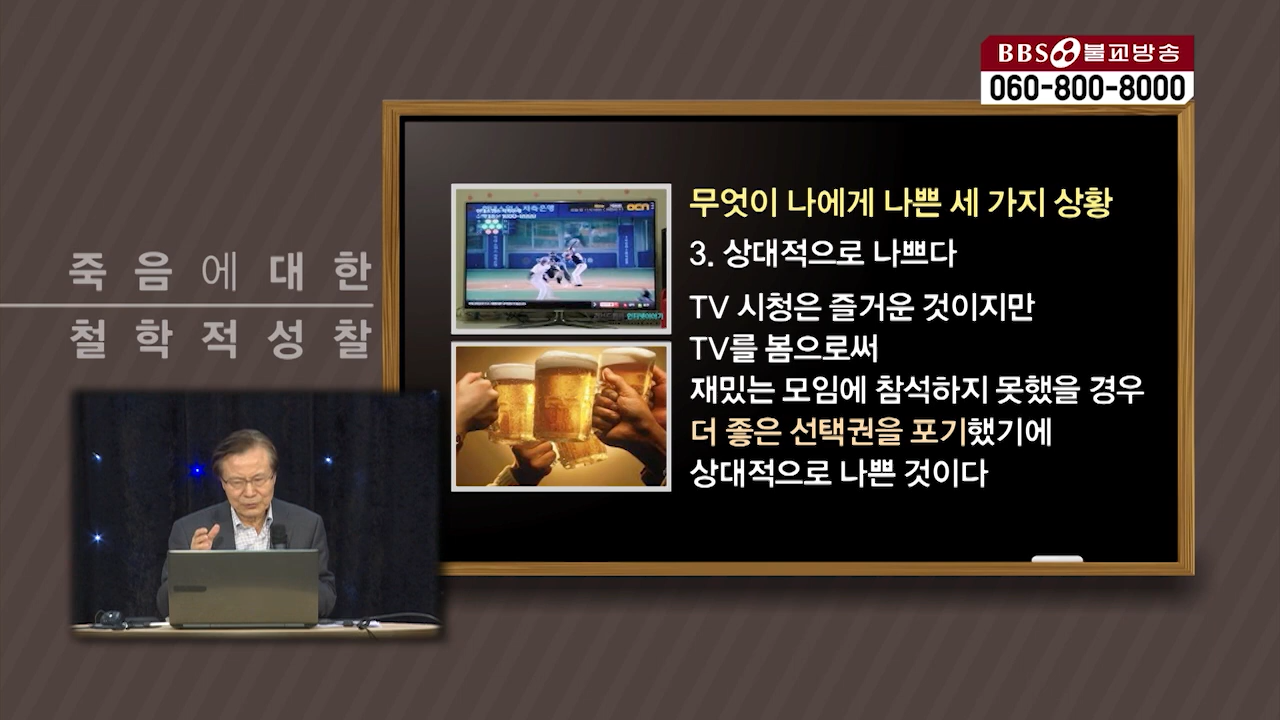 BBS 불교방송
060-800-8000
죽음에대한
철학적성찰
무엇이 나에게 나쁜 세 가지 상황
3. 상대적으로 나쁘다
TV 시청은 즐거운 것이지만
TV를 봄으로써
재밌는 모임에 참석하지 못했을 경우
더 좋은 선택권을 포기했기에
상대적으로 나쁜 것이다
OCN